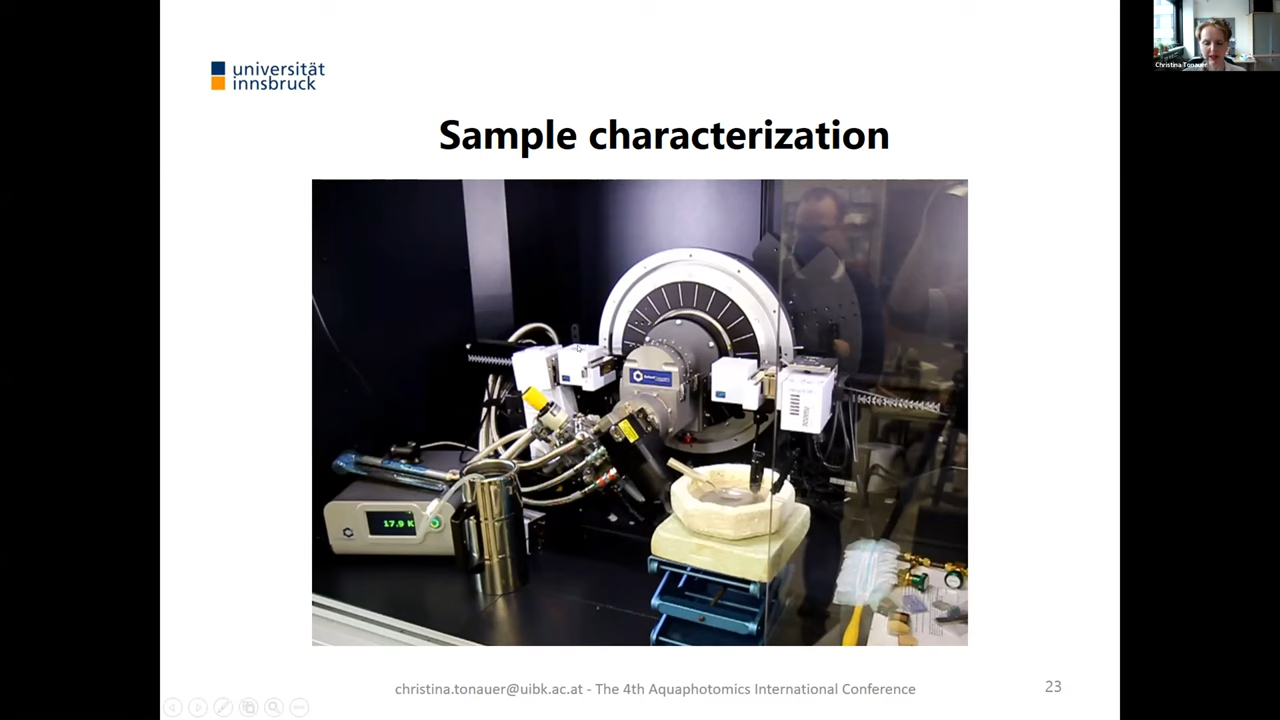 universität
innsbruck
Christina Tonauer
Sample characterization
17.9 K
christina.tonauer@uibk.ac.at - The 4th Aquaphotomics International Conference
23